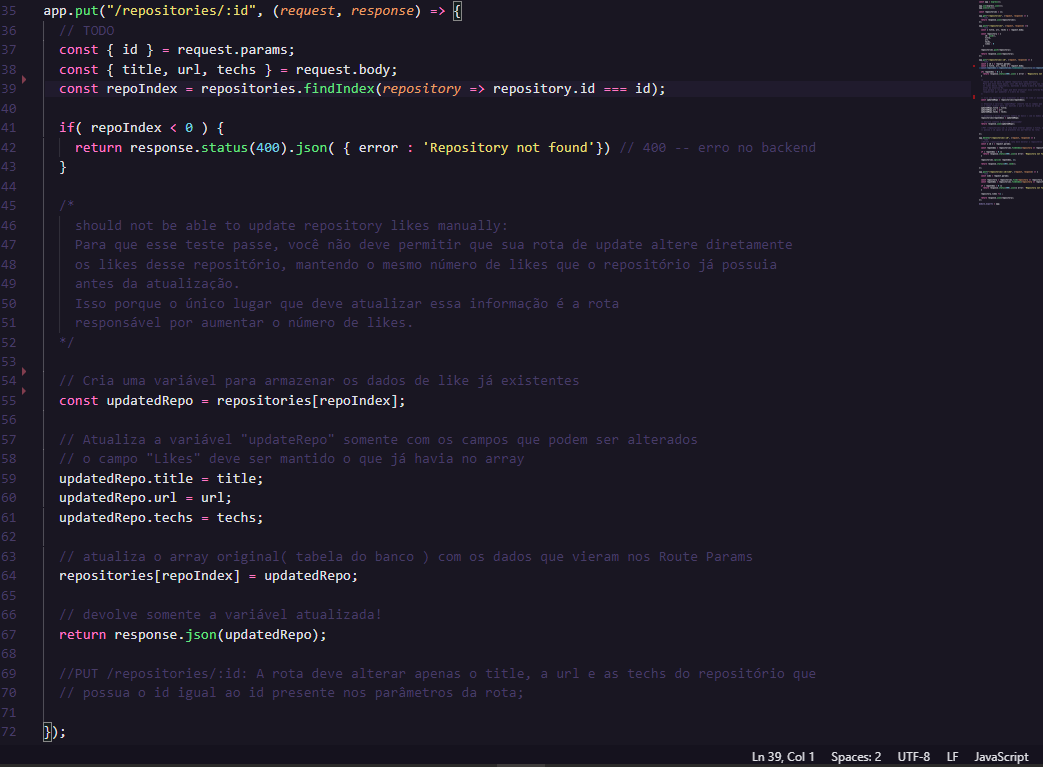 35 app.put("/repositories/:id", (request, response) => {
36 // TODO
37 const { id } = request.params;
38 const { title, url, techs } = request.body;
39 const repoIndex = repositories.findIndex(repository => repository.id === id);
40
41 if( repoIndex < 0 ) {
42 return response.status(400).json( { error : 'Repository not found'}) // 400 -- erro no backend
43 }
44
45 /*
46 should not be able to update repository likes manually:
47 Para que esse teste passe, você não deve permitir que sua rota de update altere diretamente
48 os likes desse repositório, mantendo o mesmo número de likes que o repositório já possuia
49 antes da atualização.
50 Isso porque o único lugar que deve atualizar essa informação é a rota
51 responsável por aumentar o número de likes.
52 */
53
54 // Cria uma variável para armazenar os dados de like já existentes
55 const updatedRepo = repositories[repoIndex];
56
57 // Atualiza a variável "updateRepo" somente com os campos que podem ser alterados
58 // o campo "Likes" deve ser mantido o que já havia no array
59 updatedRepo.title = title;
60 updatedRepo.url = url;
61 updatedRepo.techs = techs;
62
63 // atualiza o array original( tabela do banco ) com os dados que vieram nos Route Params
64 repositories[repoIndex] = updatedRepo;
65
66 // devolve somente a variável atualizada!
67 return response.json(updatedRepo);
68
69 //PUT /repositories/:id: A rota deve alterar apenas o title, a url e as techs do repositório que
70 // possua o id igual ao id presente nos parâmetros da rota;
71
72 });
Ln 39, Col 1 Spaces: 2 UTF-8 LF JavaScript